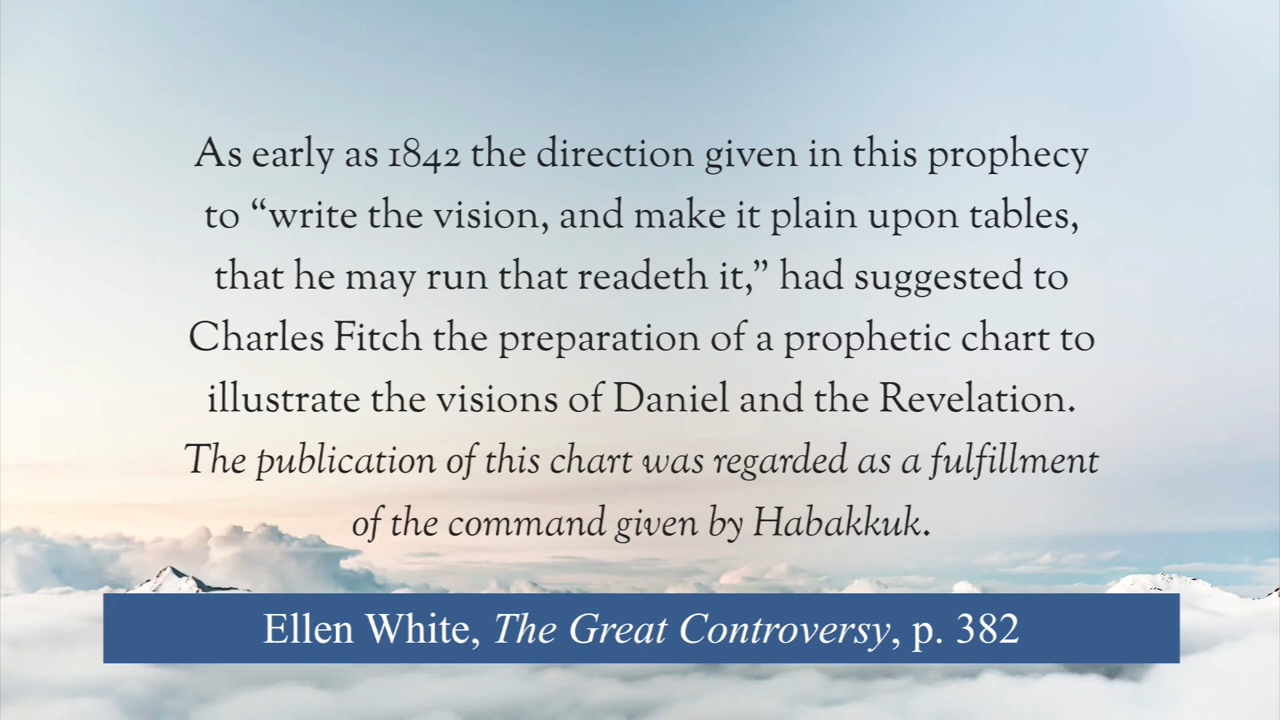 As early as 1842 the direction given in this prophecy
to “write the vision, and make it plain upon tables,
that he may run that readeth it,” had suggested to
Charles Fitch the preparation of a prophetic chart to
illustrate the visions of Daniel and the Revelation.
The publication of this chart was regarded as a fulfillment
of the command given by Habakkuk.
Ellen White, The Great Controversy, p. 382